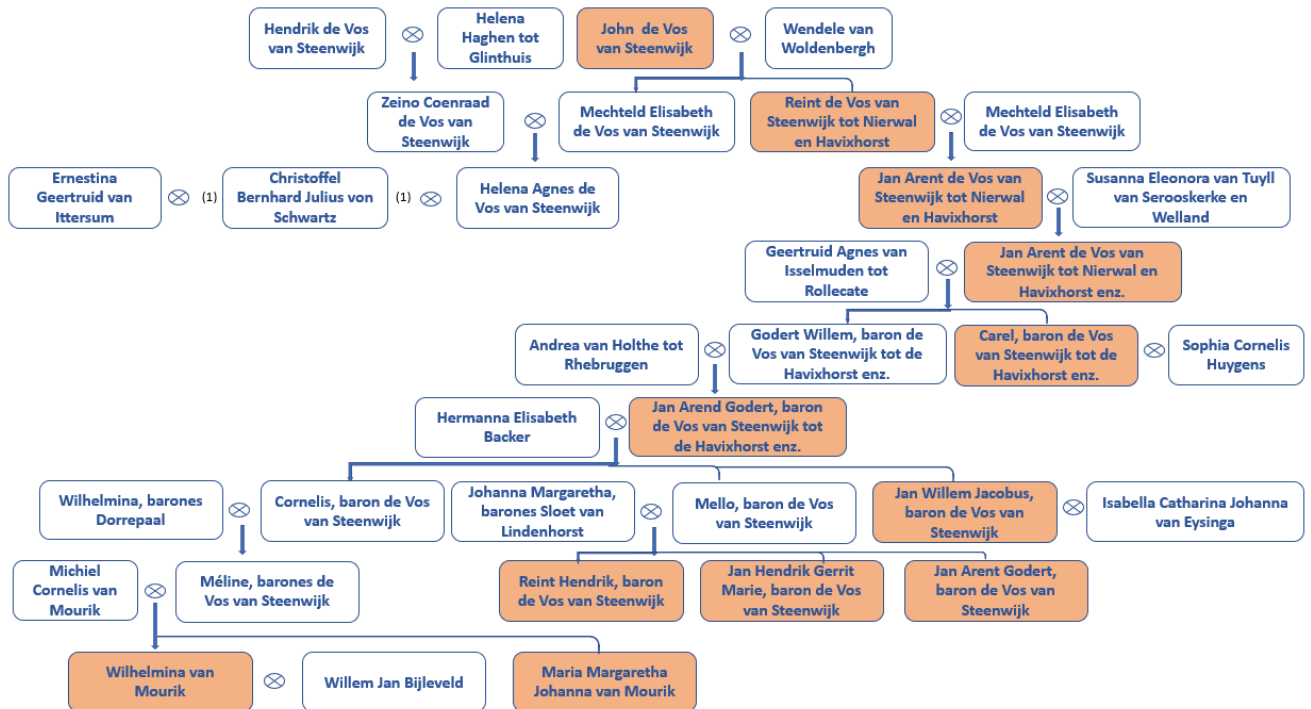 Hendrik de Vos
van Steenwijk
Helena
Haghen tot
Glinthuis
John de Vos
van Steenwijk
Wendele van
Woldenbergh
Zeino Coenraad
de Vos van
Steenwijk
Mechteld Elisabeth
de Vos van Steenwijk
Reint de Vos van
Steenwijk tot Nierwal
en Havixhorst
Mechteld Elisabeth
de Vos van Steenwijk
Ernestina
Geertruid van
Ittersum
(1)
Christoffel
Bernhard Julius von
Schwartz
(1)
Helena Agnes de
Vos van Steenwijk
Jan Arent de Vos van
Steenwijk tot Nierwal
en Havixhorst
Susanna Eleonora van Tuyll
van Serooskerke en
Welland
Geertruid Agnes van
Isselmuden tot
Rollecate
Jan Arent de Vos van
Steenwijk tot Nierwal en
Havixhorst enz.
Andrea van Holthe tot
Rhebruggen
Godert Willem, baron de
Vos van Steenwijk tot de
Havixhorst enz.
Carel, baron de Vos
van Steenwijk tot de
Havixhorst enz.
Sophia Cornelis
Huygens
Hermanna Elisabeth
Backer
Jan Arend Godert, baron
de Vos van Steenwijk tot
de Havixhorst enz.
Wilhelmina, barones
Dorrepaal
Cornelis, baron de Vos
van Steenwijk
Johanna Margaretha,
barones Sloet van
Lindenhorst
Mello, baron de Vos
van Steenwijk
Jan Willem Jacobus,
baron de Vos van
Steenwijk
Isabella Catharina Johanna
van Eysinga
Michiel
Cornelis van
Mourik
Méline, barones de
Vos van Steenwijk
Reint Hendrik, baron
de Vos van Steenwijk
Jan Hendrik Gerrit
Marie, baron de Vos
van Steenwijk
Jan Arent Godert,
baron de Vos van
Steenwijk
Wilhelmina van
Mourik
Willem Jan Bijleveld
Maria Margaretha
Johanna van Mourik